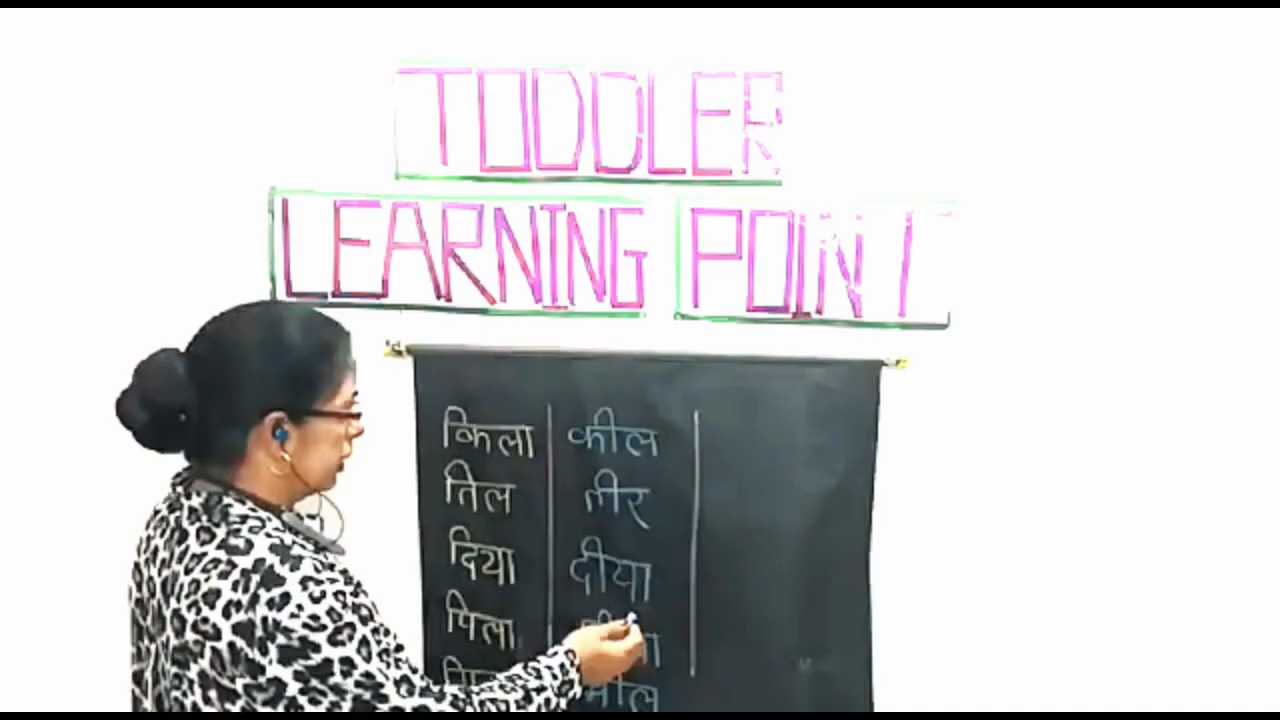 TODDLER
LEARNING POINT
किला कील
तिल तीर
दिया दीया
पिला
मील